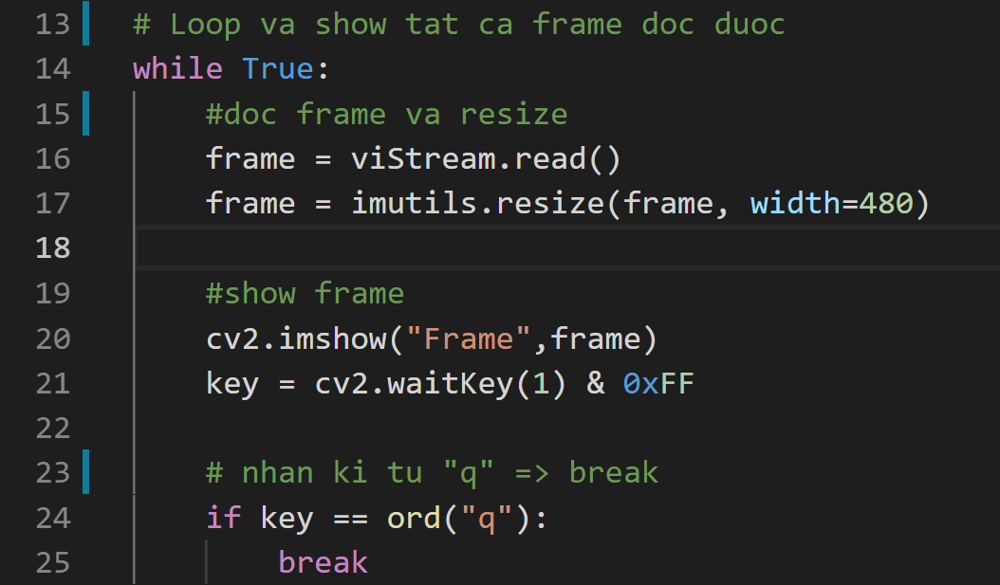 13 # Loop va show tat ca frame doc duoc
14 while True:
15     #doc frame va resize
16     frame = viStream.read()
17     frame = imutils.resize(frame, width=480)
18
19     #show frame
20     cv2.imshow("Frame",frame)
21     key = cv2.waitKey(1) & 0xFF
22
23     # nhan ki tu "q" => break
24     if key == ord("q"):
25         break